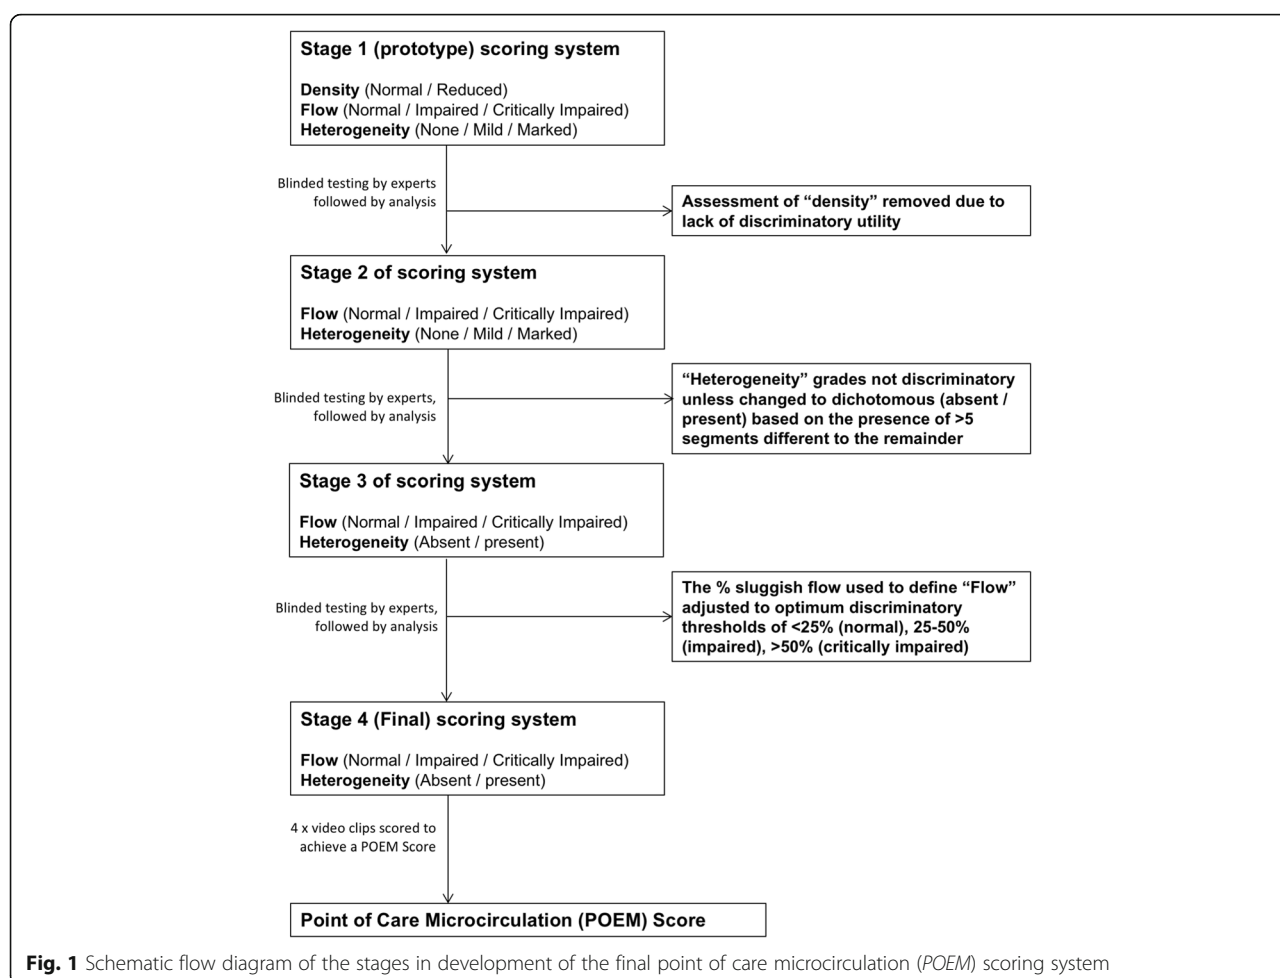 Stage 1 (prototype) scoring system
Density (Normal / Reduced)
Flow (Normal / Impaired / Critically Impaired)
Heterogeneity (None / Mild / Marked)
Blinded testing by experts
followed by analysis
Assessment of “density” removed due to
lack of discriminatory utility
Stage 2 of scoring system
Flow (Normal / Impaired / Critically Impaired)
Heterogeneity (None / Mild / Marked)
Blinded testing by experts,
followed by analysis
“Heterogeneity” grades not discriminatory
unless changed to dichotomous (absent /
present) based on the presence of >5
segments different to the remainder
Stage 3 of scoring system
Flow (Normal / Impaired / Critically Impaired)
Heterogeneity (Absent / present)
Blinded testing by experts,
followed by analysis
The % sluggish flow used to define “Flow”
adjusted to optimum discriminatory
thresholds of <25% (normal), 25-50%
(impaired), >50% (critically impaired)
Stage 4 (Final) scoring system
Flow (Normal / Impaired / Critically Impaired)
Heterogeneity (Absent / present)
4 x video clips scored to
achieve a POEM Score
Point of Care Microcirculation (POEM) Score
Fig. 1 Schematic flow diagram of the stages in development of the final point of care microcirculation (POEM) scoring system